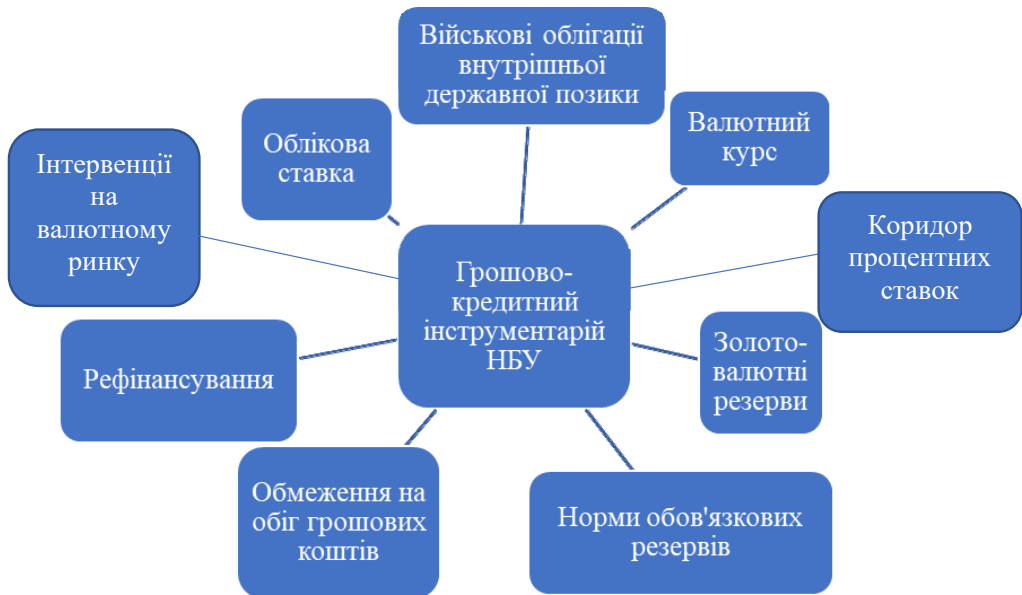 Військові облігації
внутрішньої
державної позики
Облікова
ставка
Валютний
курс
Інтервенції
на
валютному
ринку
Коридор
процентних
ставок
Грошово-
кредитний
інструментарій
НБУ
Рефінансування
Золото-
валютні
резерви
Обмеження на
обіг грошових
коштів
Норми обов'язкових
резервів